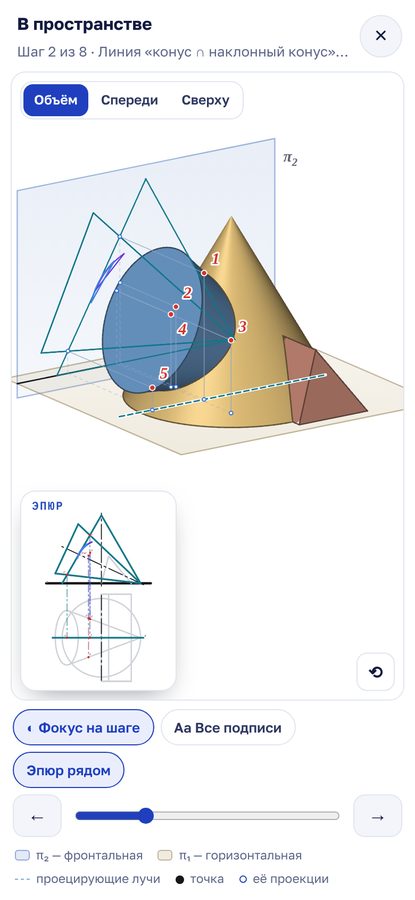 В пространстве
Шаг 2 из 8 · Линия «конус ∩ наклонный конус»…
Объём Спереди Сверху
π₂
1
2
4
3
5
ЭПЮР
Фокус на шаге
Aa Все подписи
Эпюр рядом
π₂ — фронтальная π₁ — горизонтальная
проецирующие лучи точка её проекции